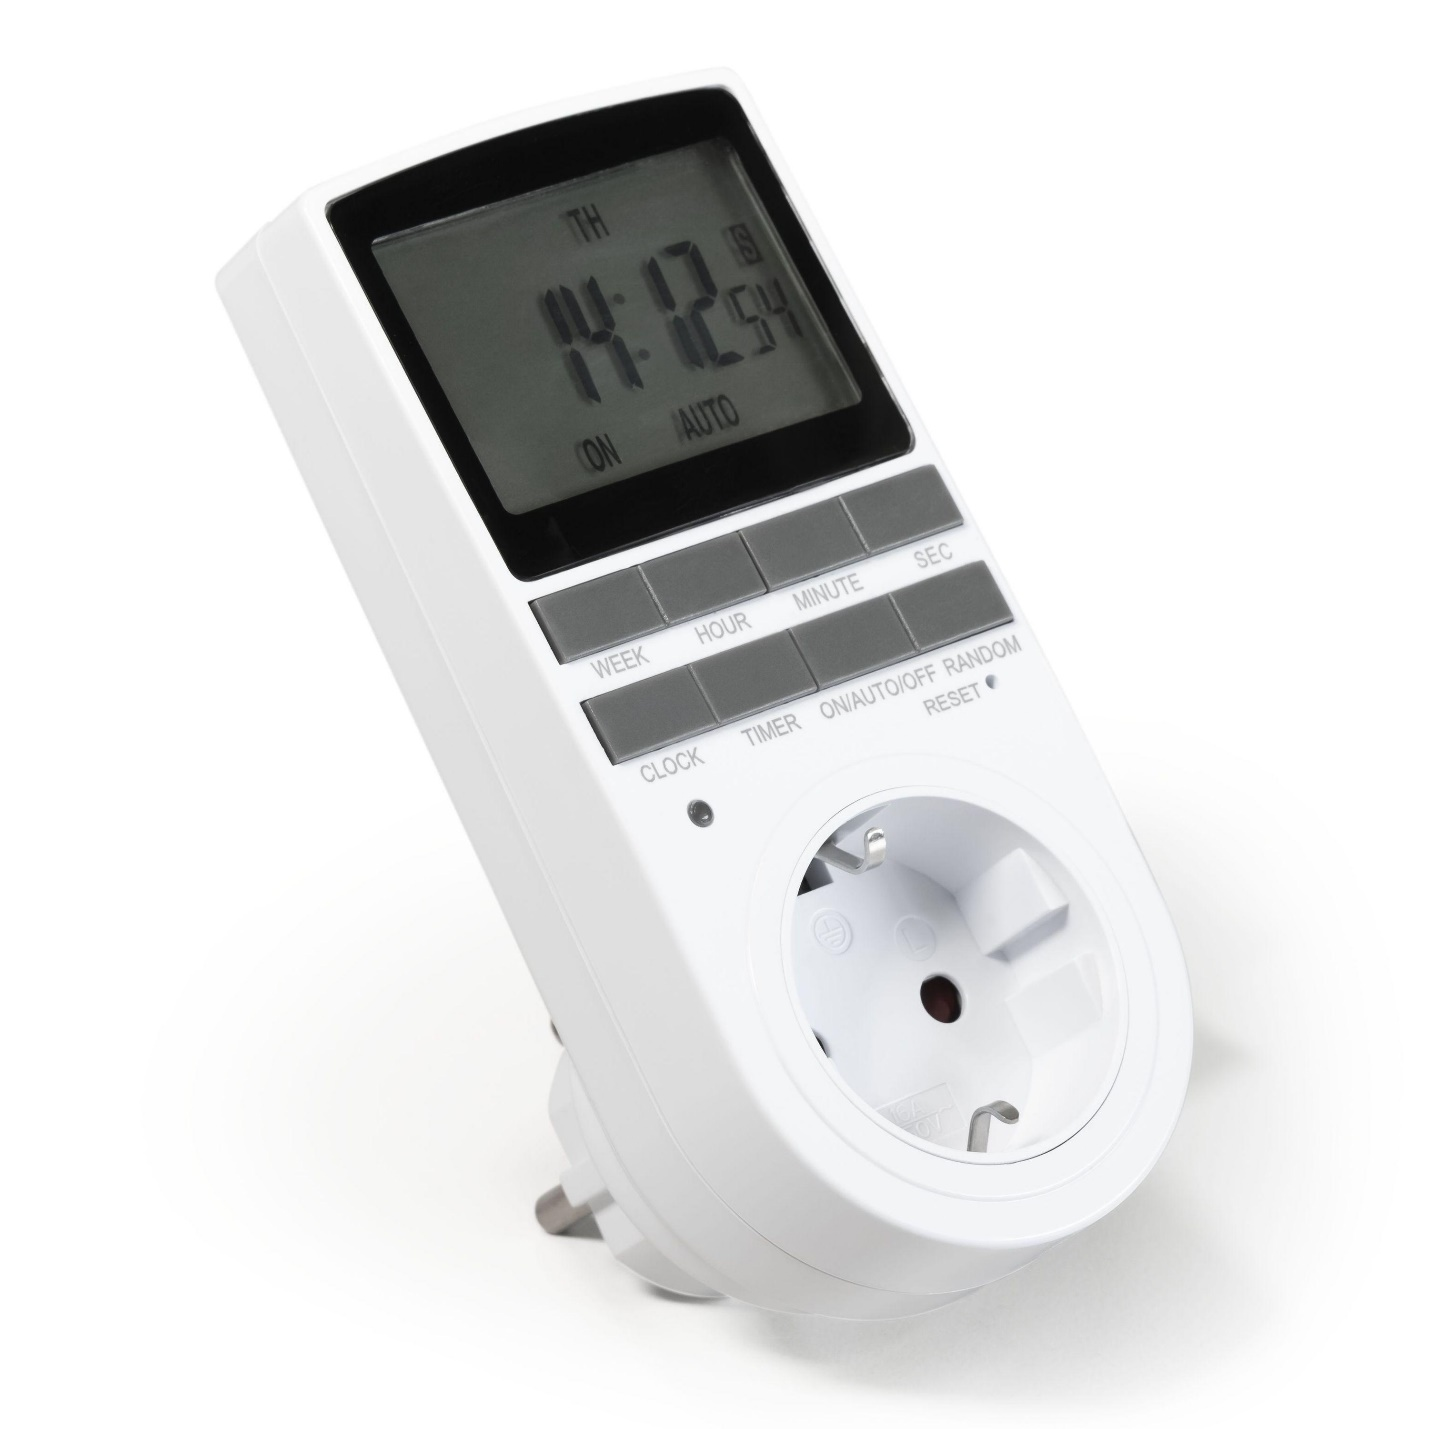 TH
S
14:12 54
ON AUTO
WEEK HOUR MINUTE SEC
CLOCK TIMER ON/AUTO/OFF RANDOM
RESET
L